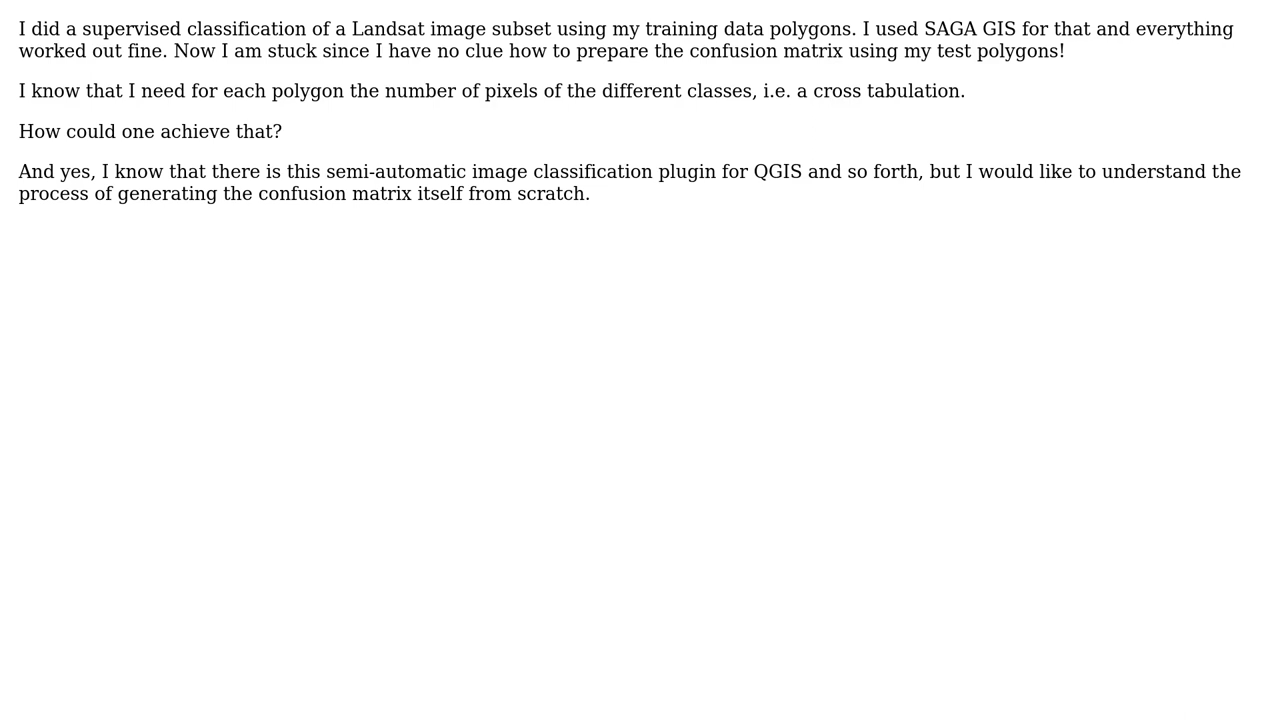 I did a supervised classification of a Landsat image subset using my training data polygons. I used SAGA GIS for that and everything
worked out fine. Now I am stuck since I have no clue how to prepare the confusion matrix using my test polygons!
I know that I need for each polygon the number of pixels of the different classes, i.e. a cross tabulation.
How could one achieve that?
And yes, I know that there is this semi-automatic image classification plugin for QGIS and so forth, but I would like to understand the
process of generating the confusion matrix itself from scratch.